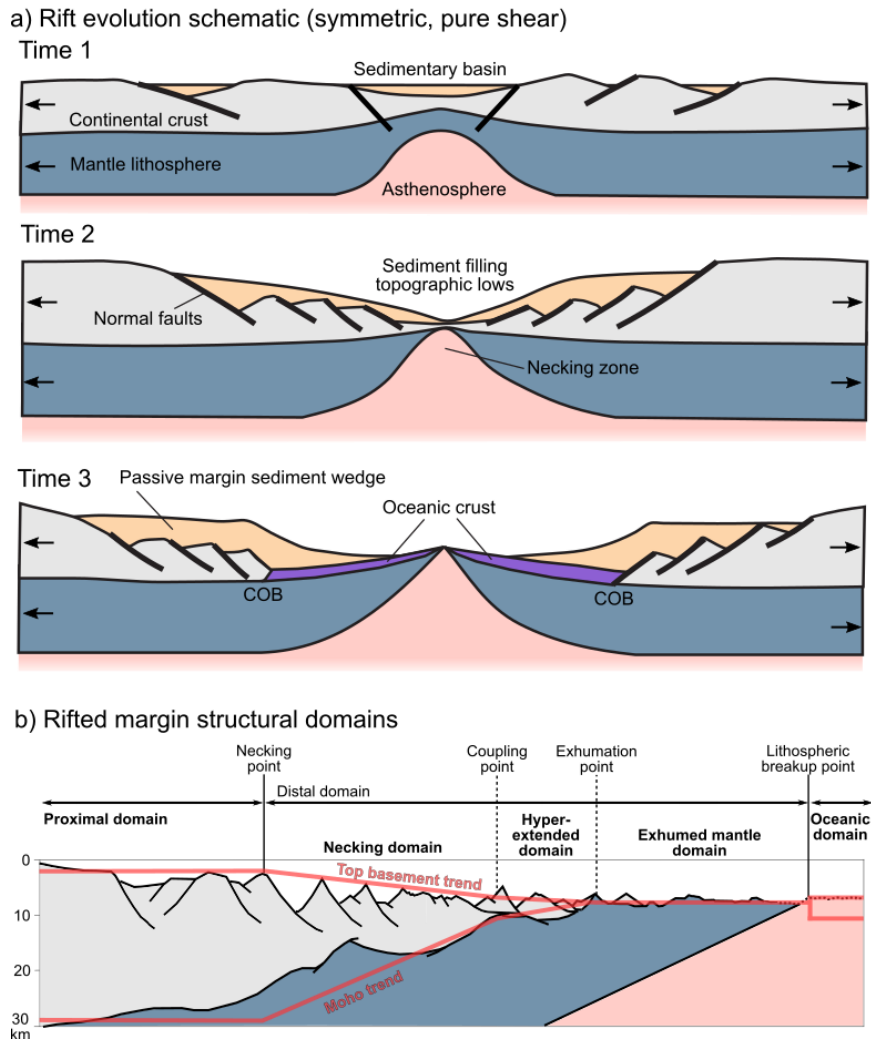 a) Rift evolution schematic (symmetric, pure shear)
Time 1
Sedimentary basin
Continental crust
Mantle lithosphere
Asthenosphere
Time 2
Sediment filling
topographic lows
Normal faults
Necking zone
Time 3
Passive margin sediment wedge
Oceanic crust
COB
COB
b) Rifted margin structural domains
Necking
point
Coupling
point
Exhumation
point
Lithospheric
breakup point
Distal domain
Proximal domain
Necking domain
Hyper-
extended
domain
Exhumed mantle
domain
Oceanic
domain
Top basement trend
Moho trend
0
10
20
30
km